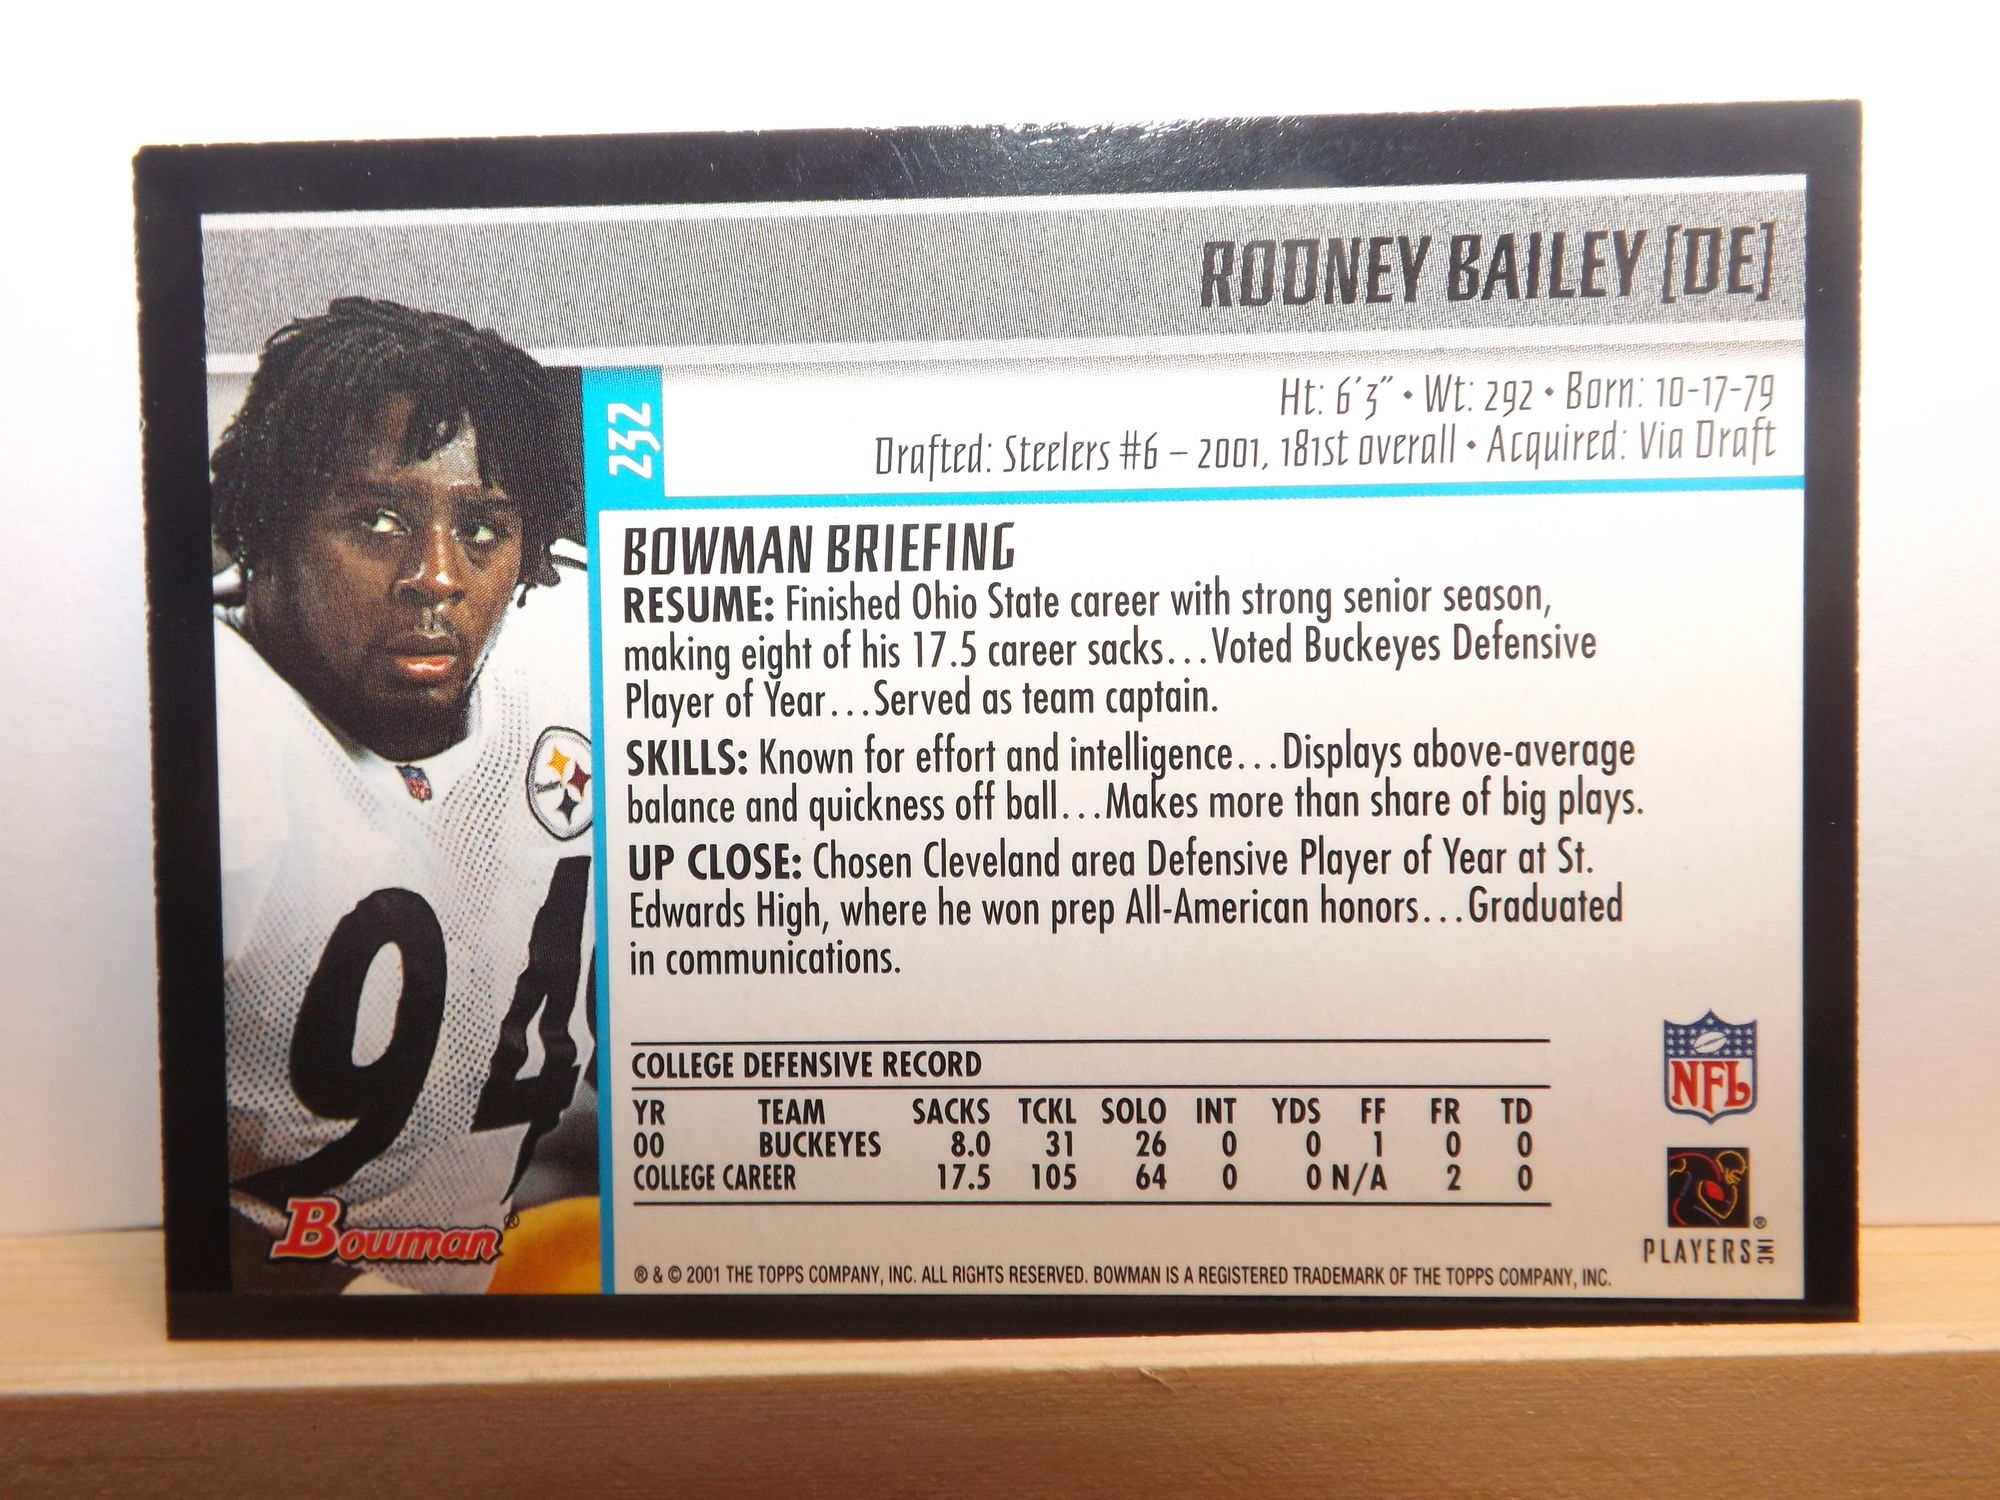 RODNEY BAILEY [DE]
232
Ht: 6'3" • Wt: 292 • Born: 10-17-79
Drafted: Steelers #6 – 2001, 181st overall • Acquired: Via Draft
BOWMAN BRIEFING
RESUME: Finished Ohio State career with strong senior season,
making eight of his 17.5 career sacks...Voted Buckeyes Defensive
Player of Year...Served as team captain.
SKILLS: Known for effort and intelligence...Displays above-average
balance and quickness off ball...Makes more than share of big plays.
UP CLOSE: Chosen Cleveland area Defensive Player of Year at St.
Edwards High, where he won prep All-American honors...Graduated
in communications.
94
COLLEGE DEFENSIVE RECORD
YR TEAM SACKS TCKL SOLO INT YDS FF FR TD
00 BUCKEYES 8.0 31 26 0 0 1 0 0
COLLEGE CAREER 17.5 105 64 0 0 N/A 2 0
NFL
Bowman®
®
PLAYERS INC
® & © 2001 THE TOPPS COMPANY, INC. ALL RIGHTS RESERVED. BOWMAN IS A REGISTERED TRADEMARK OF THE TOPPS COMPANY, INC.